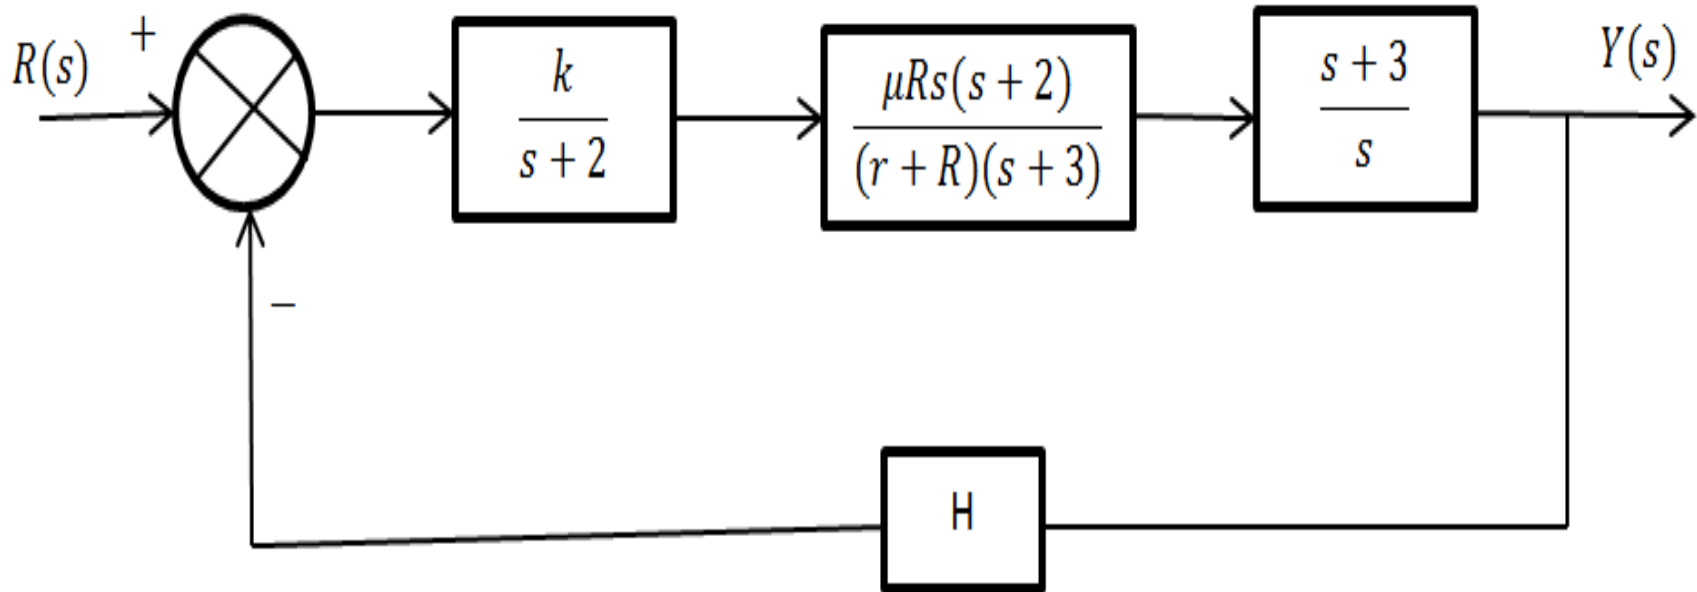 R(s)
+
k
s + 2
μRs(s + 2)
(r + R)(s + 3)
s + 3
s
Y(s)
−
H